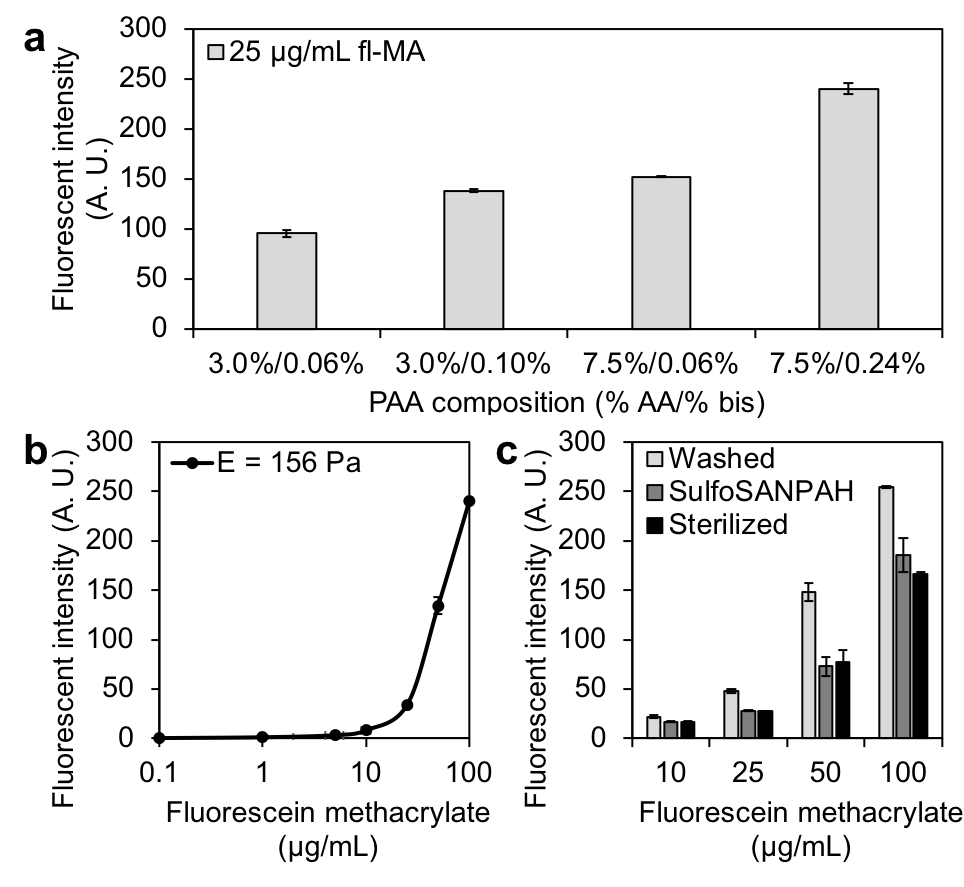 a
Fluorescent intensity
(A. U.)
300
250
200
150
100
50
0
25 µg/mL fl-MA
3.0%/0.06% 3.0%/0.10% 7.5%/0.06% 7.5%/0.24%
PAA composition (% AA/% bis)
b
Fluorescent intensity (A. U.)
300
250
200
150
100
50
0
E = 156 Pa
0.1 1 10 100
Fluorescein methacrylate
(µg/mL)
c
Fluorescent intensity (A. U.)
300
250
200
150
100
50
0
Washed
SulfoSANPAH
Sterilized
10 25 50 100
Fluorescein methacrylate
(µg/mL)